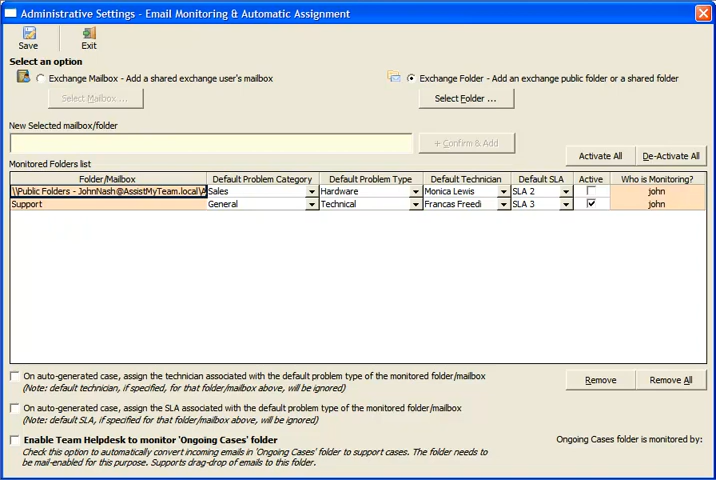 Administrative Settings - Email Monitoring & Automatic Assignment
Save Exit
Select an option
Exchange Mailbox - Add a shared exchange user's mailbox Exchange Folder - Add an exchange public folder or a shared folder
Select Mailbox ... Select Folder ...
New Selected mailbox/folder
+ Confirm & Add
Activate All De-Activate All
Monitored Folders list
Folder/Mailbox Default Problem Category Default Problem Type Default Technician Default SLA Active Who is Monitoring?
\\Public Folders - JohnNash@AssistMyTeam.local\A Sales Hardware Monica Lewis SLA 2 john
Support General Technical Francas Freedi SLA 3 john
On auto-generated case, assign the technician associated with the default problem type of the monitored folder/mailbox
(Note: default technician, if specified, for that folder/mailbox above, will be ignored)
Remove Remove All
On auto-generated case, assign the SLA associated with the default problem type of the monitored folder/mailbox
(Note: default SLA, if specified for that folder/mailbox above, will be ignored)
Enable Team Helpdesk to monitor 'Ongoing Cases' folder Ongoing Cases folder is monitored by:
Check this option to automatically convert incoming emails in 'Ongoing Cases' folder to support cases. The folder needs
to be mail-enabled for this purpose. Supports drag-drop of emails to this folder.